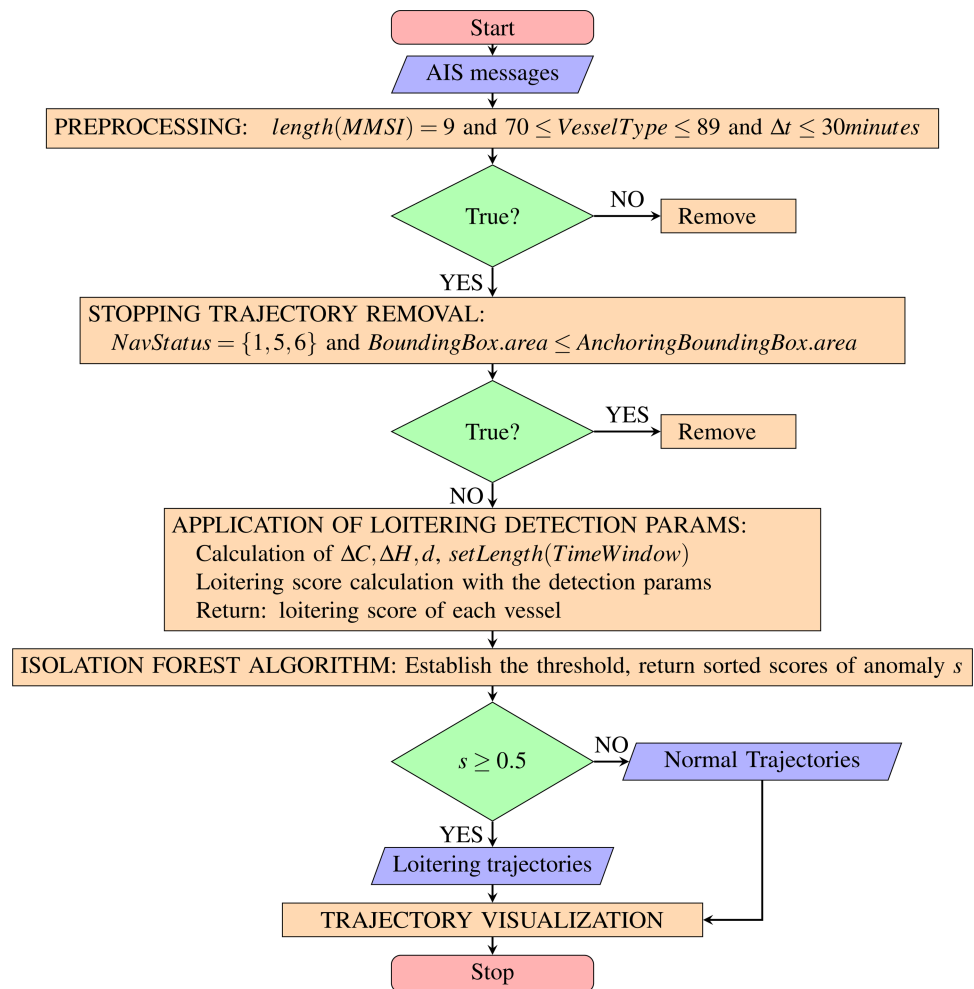 Start
AIS messages
PREPROCESSING: length(MMSI) = 9 and 70 ≤ VesselType ≤ 89 and Δt ≤ 30minutes
True?
NO
Remove
YES
STOPPING TRAJECTORY REMOVAL:
NavStatus = {1,5,6} and BoundingBox.area ≤ AnchoringBoundingBox.area
True?
YES
Remove
NO
APPLICATION OF LOITERING DETECTION PARAMS:
Calculation of ΔC,ΔH,d, setLength(TimeWindow)
Loitering score calculation with the detection params
Return: loitering score of each vessel
ISOLATION FOREST ALGORITHM: Establish the threshold, return sorted scores of anomaly s
s ≥ 0.5
NO
Normal Trajectories
YES
Loitering trajectories
TRAJECTORY VISUALIZATION
Stop